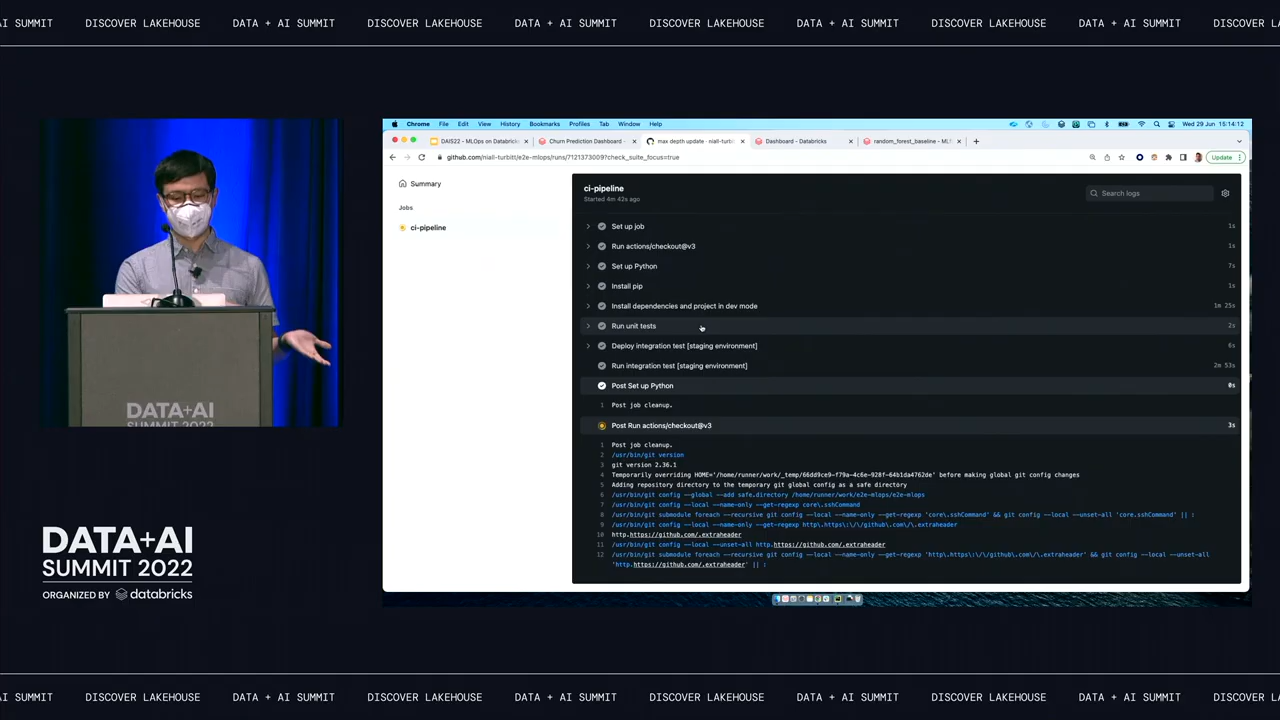 AI SUMMIT DISCOVER LAKEHOUSE DATA + AI SUMMIT DISCOVER LAKEHOUSE DATA + AI SUMMIT DISCOVER LAKEHOUSE DATA + AI SUMMIT DISCOVER LAKEHOUSE DATA + AI SUMMIT DISCOVER
Chrome File Edit View History Bookmarks Profiles Tab Window Help Wed 29 Jun 15:14:12
DAIS22 - MLOps on Databricks Churn Prediction Dashboard - max depth update · niall-turbitt Dashboard - Databricks random_forest_baseline - MLf
github.com/niall-turbitt/e2e-mlops/runs/7121373009?check_suite_focus=true Update
Summary
Jobs
ci-pipeline
ci-pipeline
Started 4m 42s ago
Search logs
Set up job 1s
Run actions/checkout@v3 1s
Set up Python 7s
Install pip 1s
Install dependencies and project in dev mode 1m 25s
Run unit tests 2s
Deploy integration test [staging environment] 6s
Run integration test [staging environment] 2m 53s
Post Set up Python 0s
1 Post job cleanup.
Post Run actions/checkout@v3 3s
1 Post job cleanup.
2 /usr/bin/git version
3 git version 2.36.1
4 Temporarily overriding HOME='/home/runner/work/_temp/66dd9ce9-f79a-4c6e-928f-64b1da4762de' before making global git config changes
5 Adding repository directory to the temporary git global config as a safe directory
6 /usr/bin/git config --global --add safe.directory /home/runner/work/e2e-mlops/e2e-mlops
7 /usr/bin/git config --local --name-only --get-regexp core\.sshCommand
8 /usr/bin/git submodule foreach --recursive git config --local --name-only --get-regexp 'core\.sshCommand' && git config --local --unset-all 'core.sshCommand' || :
9 /usr/bin/git config --local --name-only --get-regexp http\.https\:\/\/github\.com\/\.extraheader
10 http.https://github.com/.extraheader
11 /usr/bin/git config --local --unset-all http.https://github.com/.extraheader
12 /usr/bin/git submodule foreach --recursive git config --local --name-only --get-regexp 'http\.https\:\/\/github\.com\/\.extraheader' && git config --local --unset-all
'http.https://github.com/.extraheader' || :
DATA+AI
SUMMIT 2022
DATA+AI
SUMMIT 2022
ORGANIZED BY databricks
AI SUMMIT DISCOVER LAKEHOUSE DATA + AI SUMMIT DISCOVER LAKEHOUSE DATA + AI SUMMIT DISCOVER LAKEHOUSE DATA + AI SUMMIT DISCOVER LAKEHOUSE DATA + AI SUMMIT DISCOVER